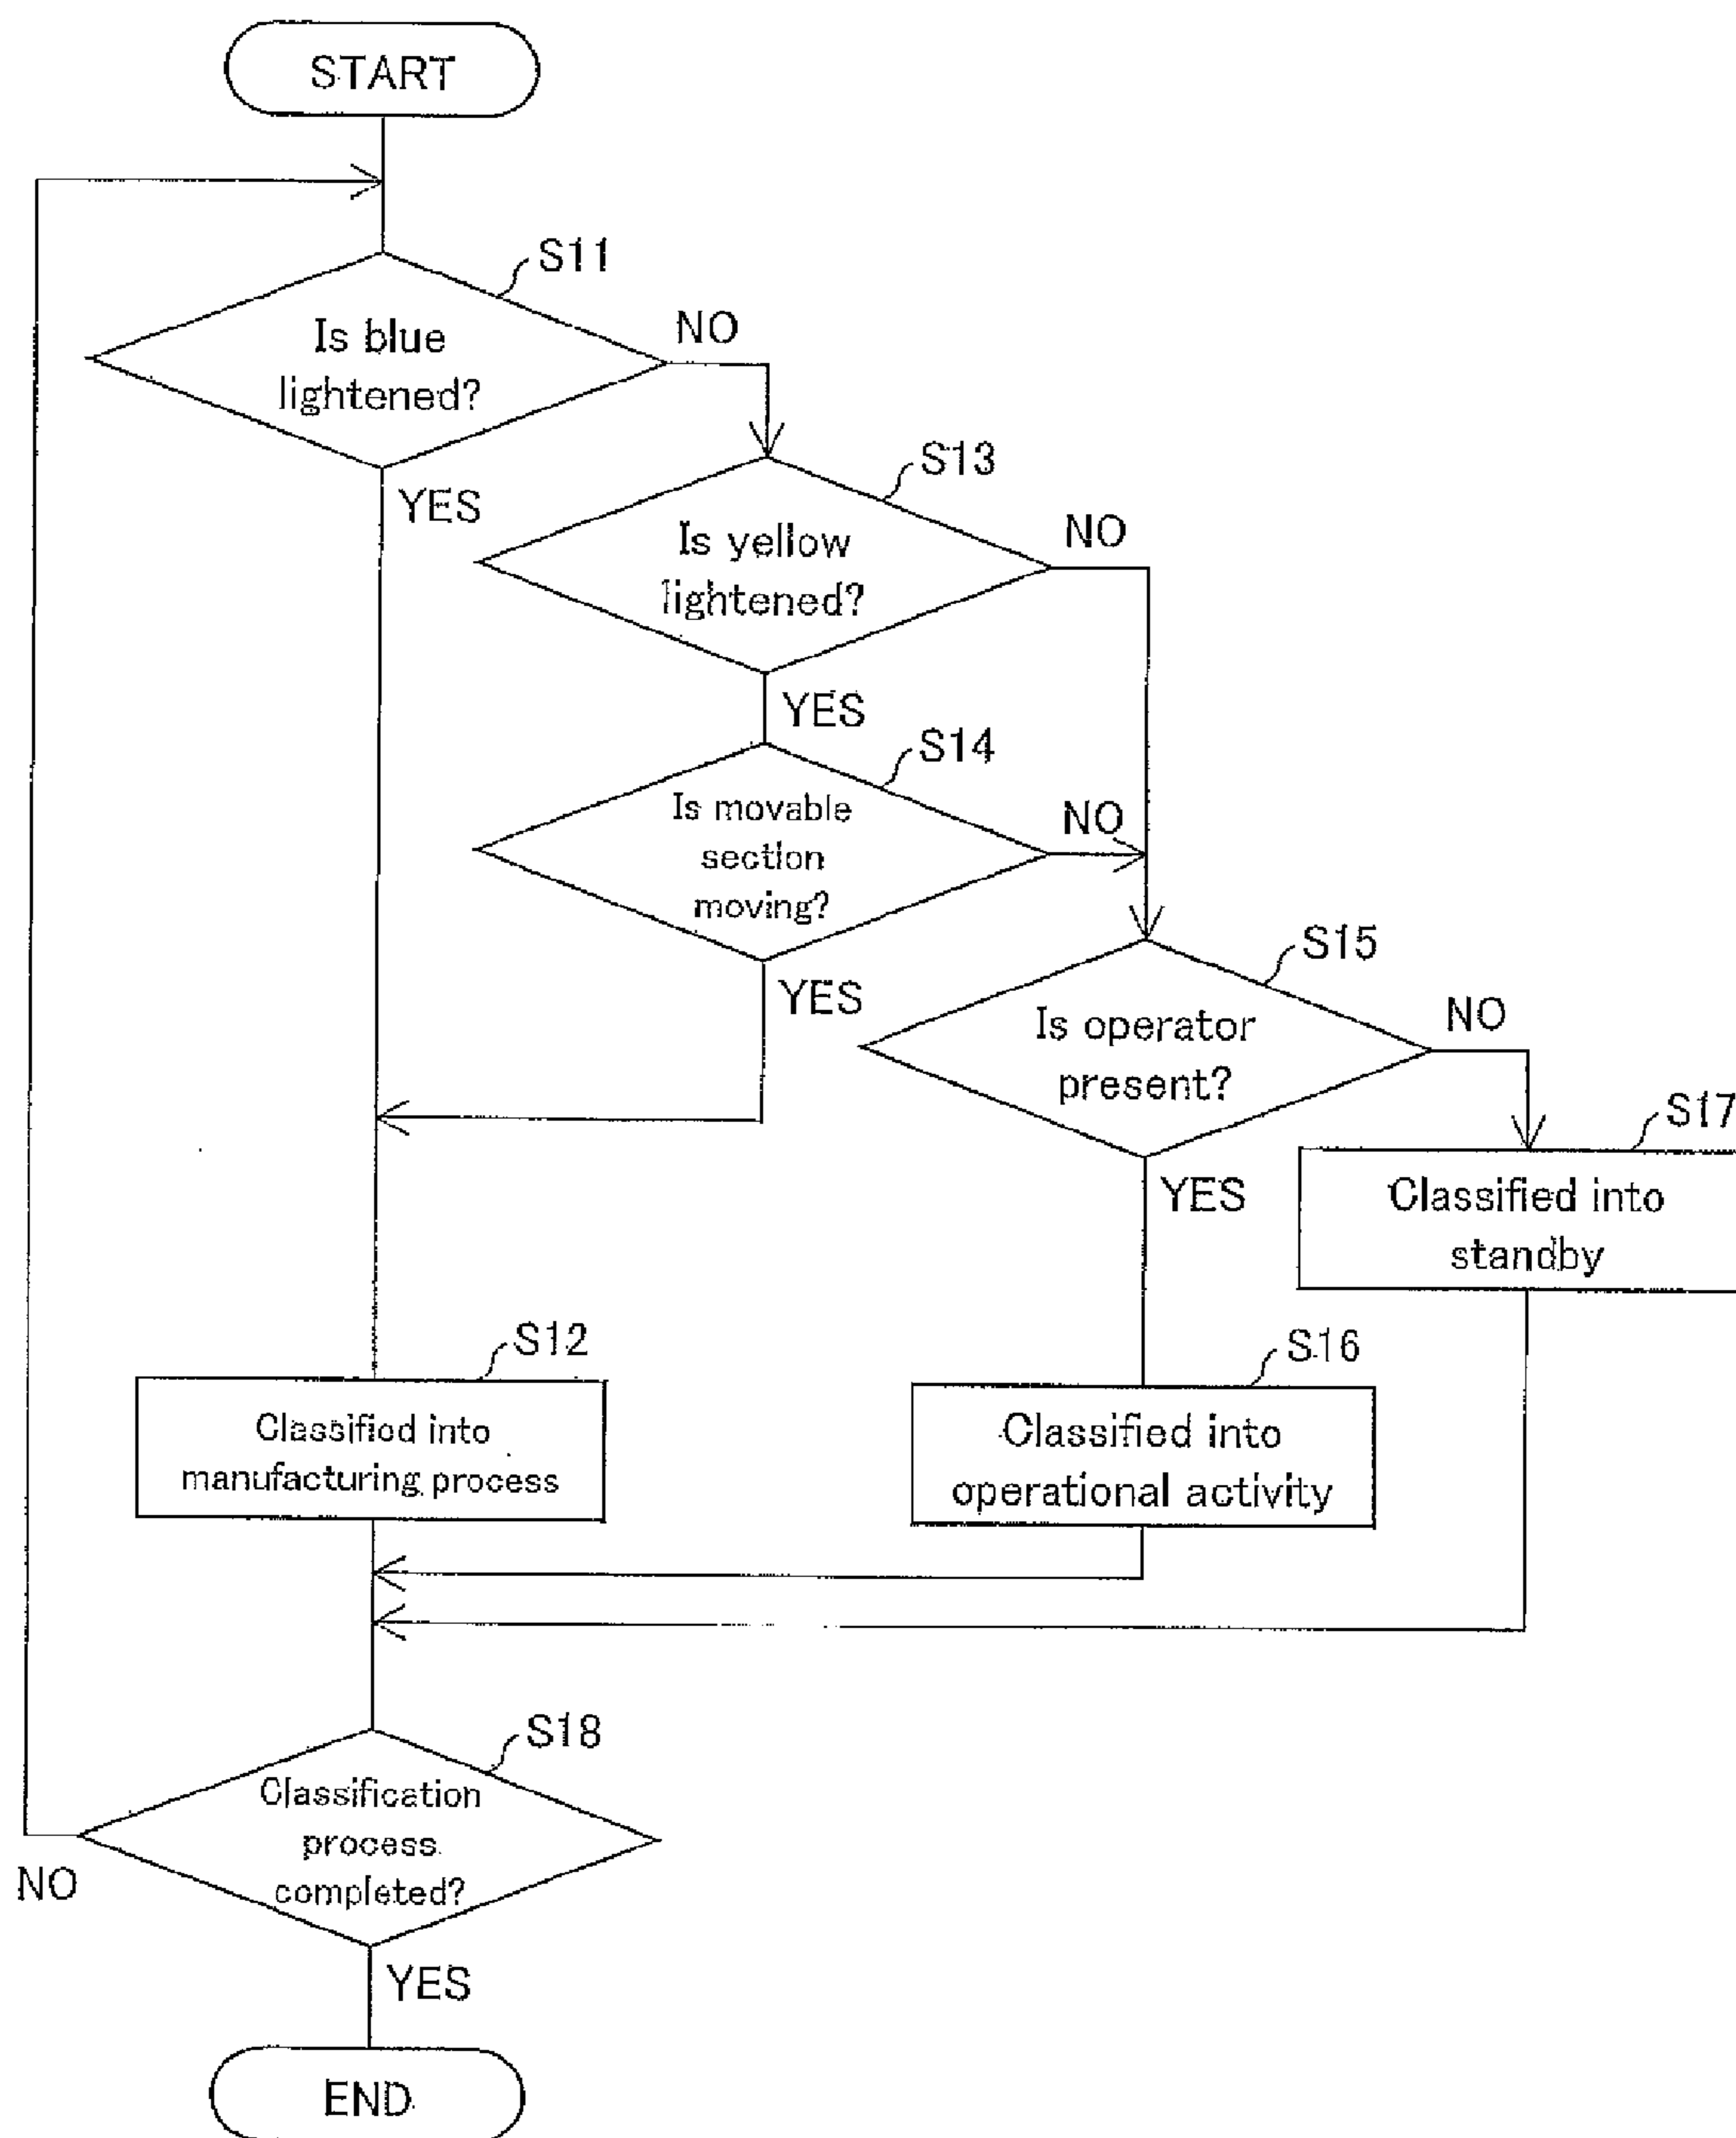 START
S11
Is blue
lightened?
NO
YES
S13
Is yellow
lightened?
NO
YES
S14
Is movable
section
moving?
NO
YES
S15
Is operator
present?
NO
YES
S17
Classified into
standby
S12
Classified into
manufacturing process
S16
Classified into
operational activity
S18
Classification
process
completed?
NO
YES
END